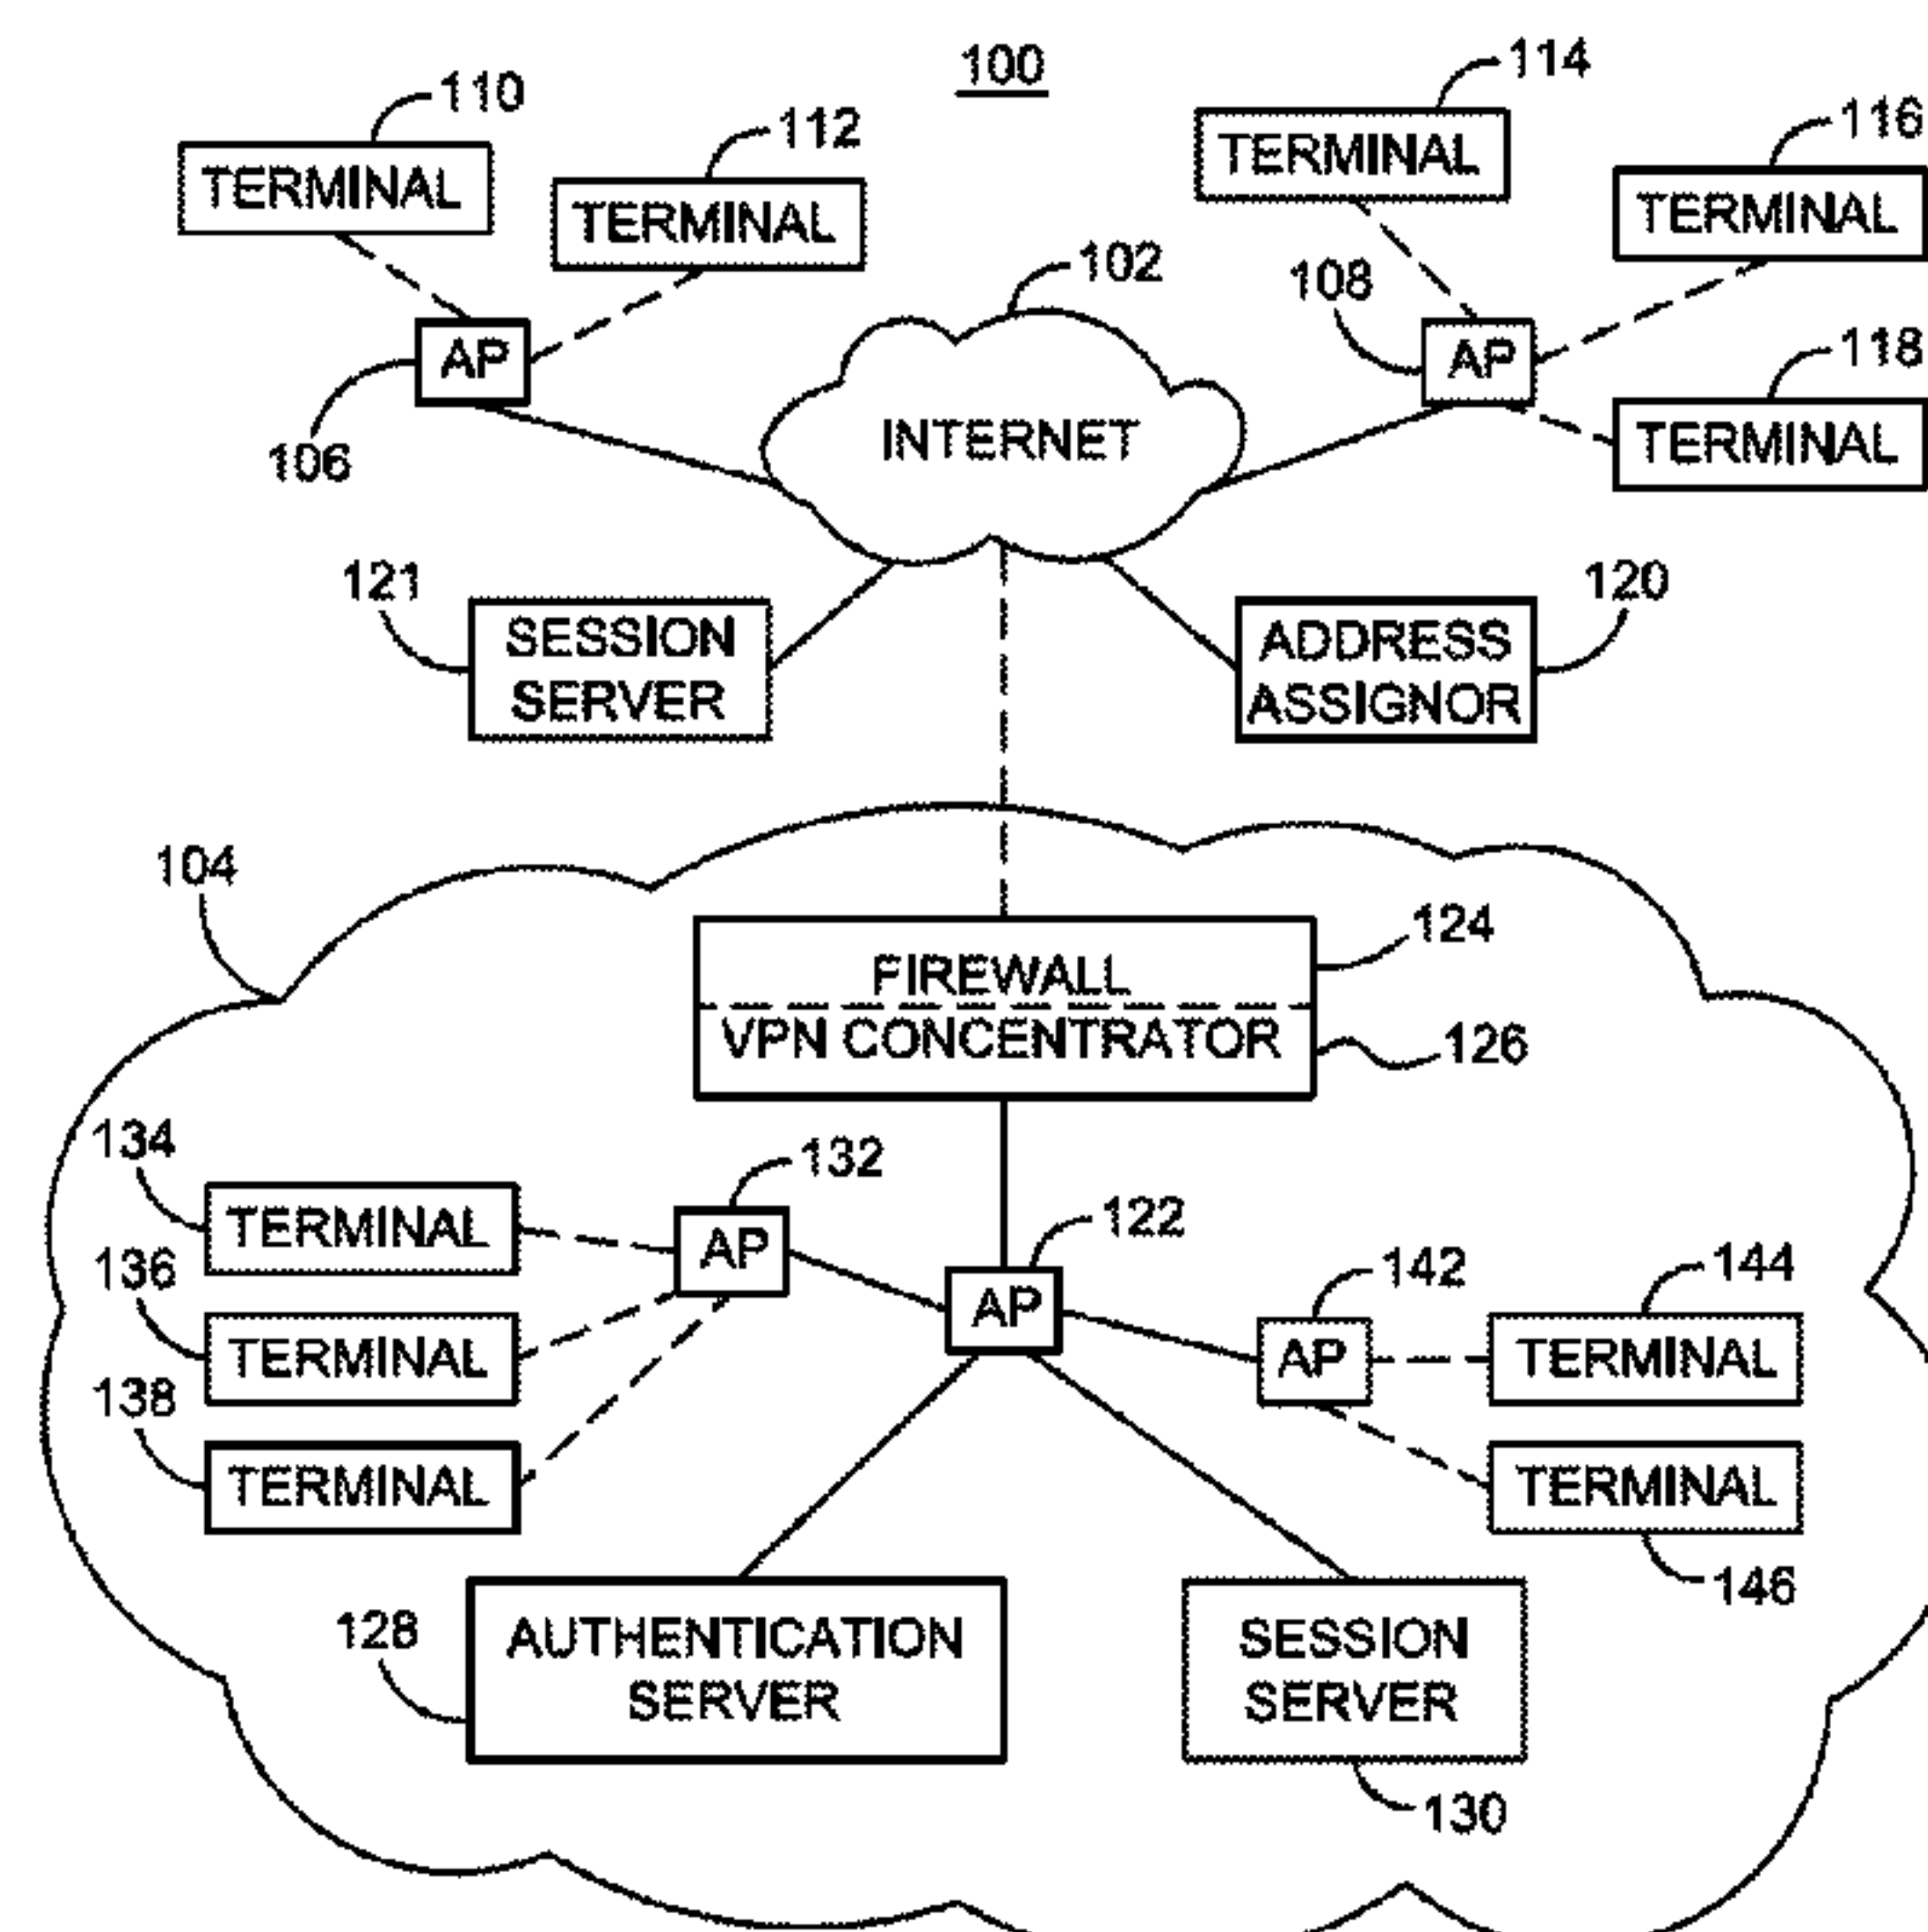 100
110
114
112
116
TERMINAL
TERMINAL
TERMINAL
TERMINAL
102
108
118
AP
AP
INTERNET
TERMINAL
106
121
120
SESSION
SERVER
ADDRESS
ASSIGNOR
104
124
FIREWALL
VPN CONCENTRATOR
126
134
132
TERMINAL
AP
122
136
142
144
AP
TERMINAL
AP
TERMINAL
138
TERMINAL
TERMINAL
146
128
AUTHENTICATION
SERVER
SESSION
SERVER
130